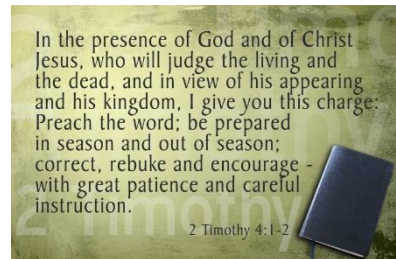 In the presence of God and of Christ
Jesus, who will judge the living and
the dead, and in view of his appearing
and his kingdom, I give you this charge:
Preach the word; be prepared
in season and out of season;
correct, rebuke and encourage -
with great patience and careful
instruction.
2 Timothy 4:1-2
2 Timothy